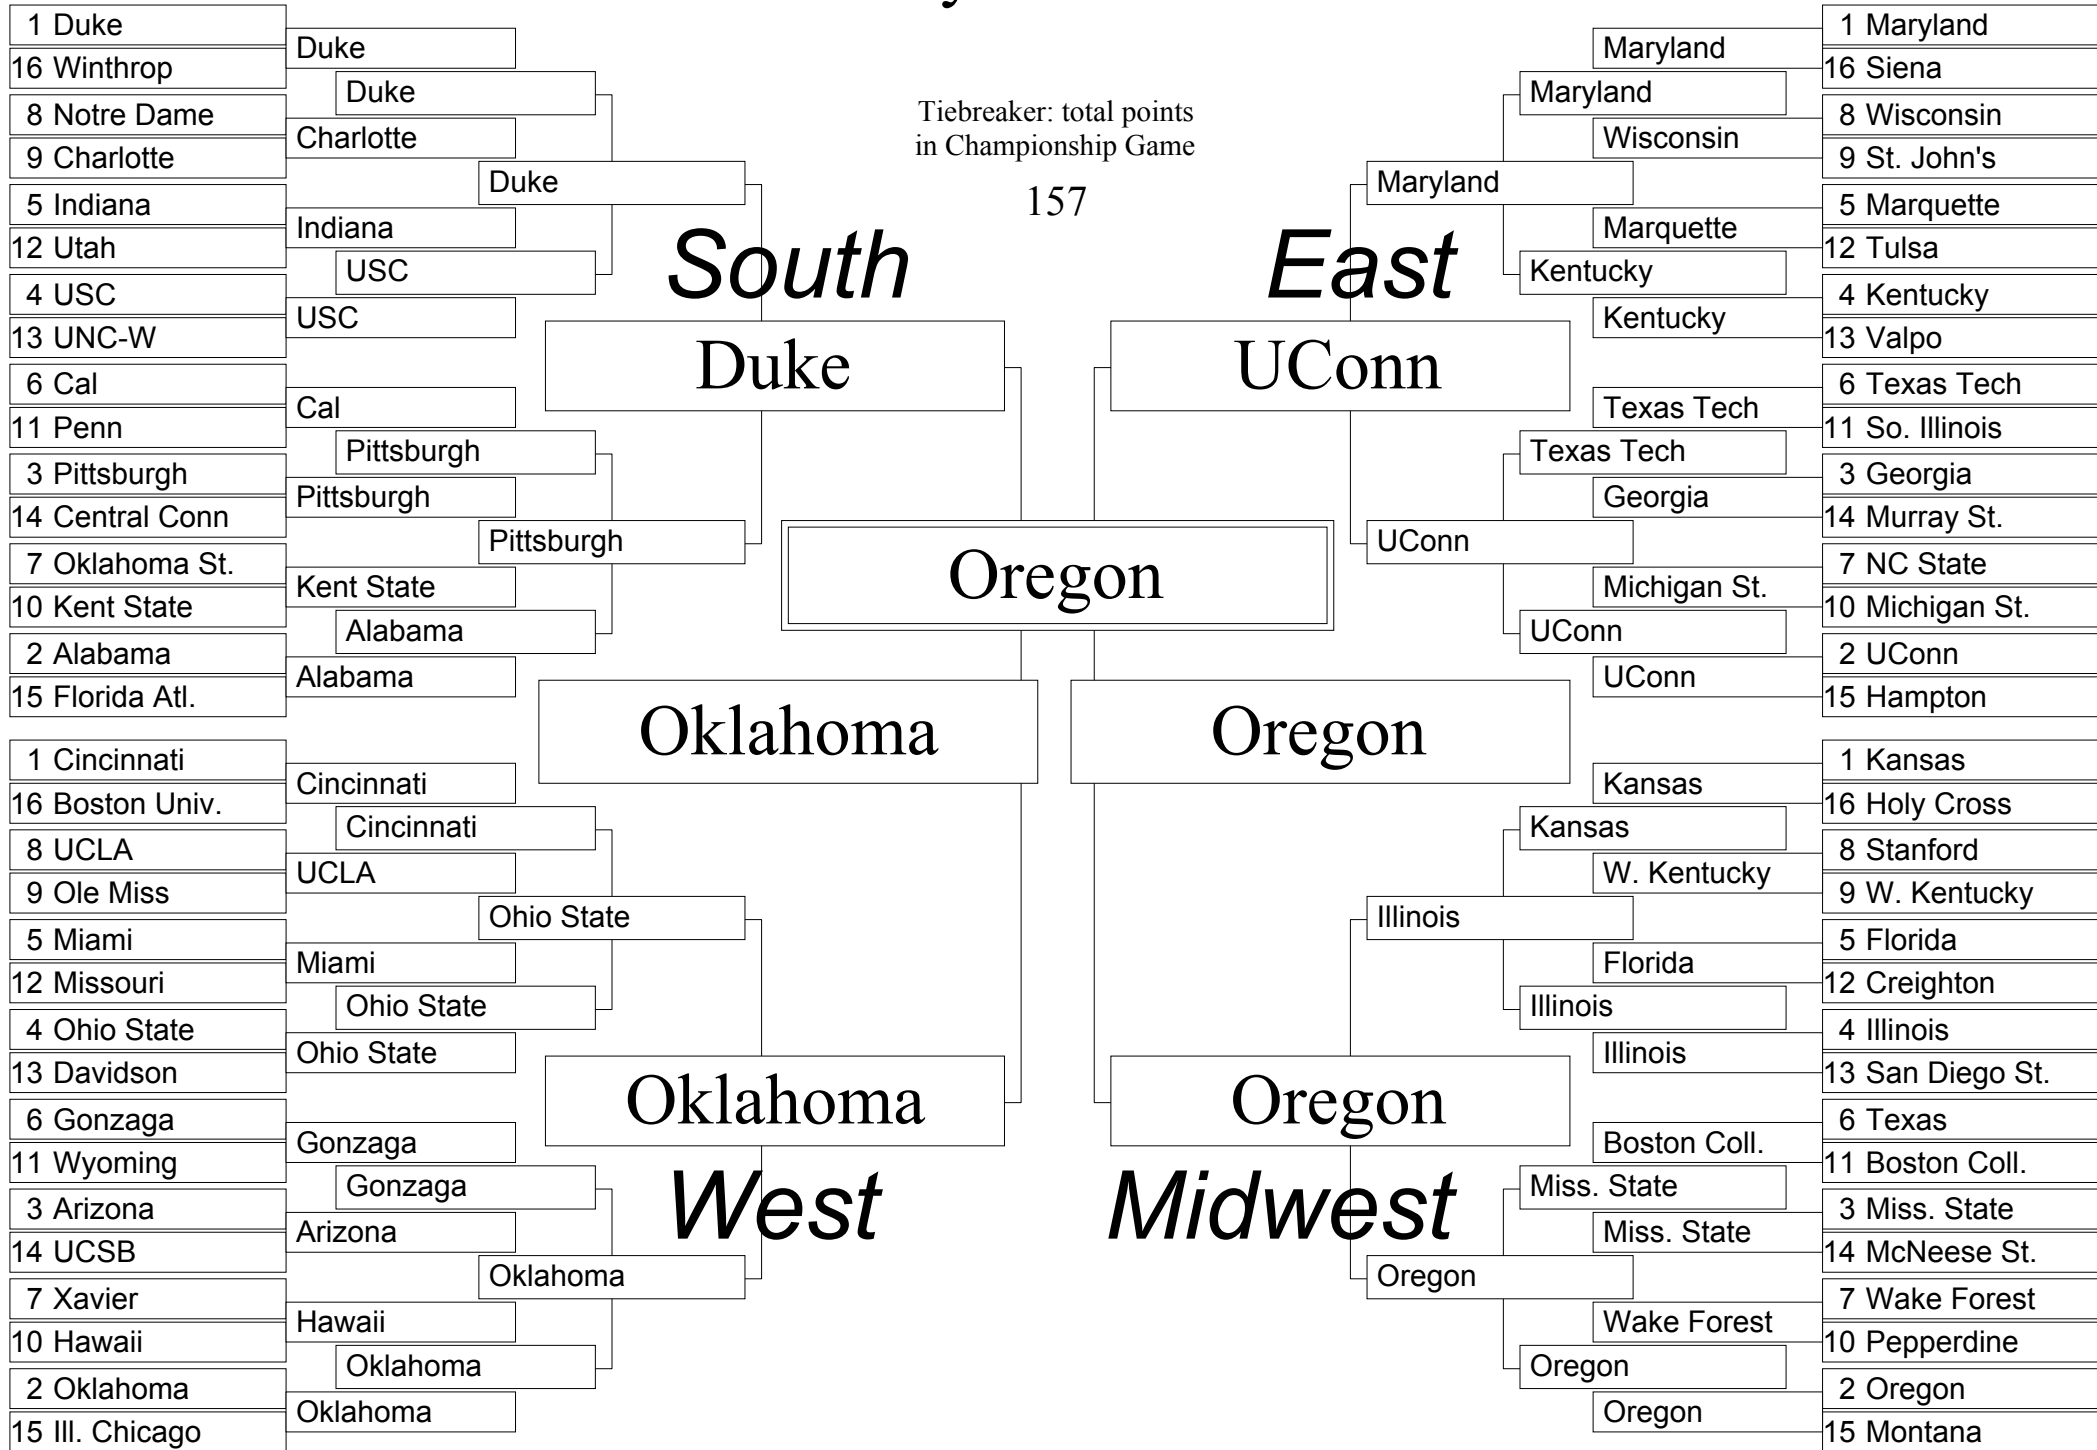 1 Duke
16 Winthrop
8 Notre Dame
9 Charlotte
5 Indiana
12 Utah
4 USC
13 UNC-W
6 Cal
11 Penn
3 Pittsburgh
14 Central Conn
7 Oklahoma St.
10 Kent State
2 Alabama
15 Florida Atl.
Duke
Charlotte
Indiana
USC
Cal
Pittsburgh
Kent State
Alabama
Duke
USC
Pittsburgh
Alabama
Duke
Pittsburgh
South
Duke
1 Cincinnati
16 Boston Univ.
8 UCLA
9 Ole Miss
5 Miami
12 Missouri
4 Ohio State
13 Davidson
6 Gonzaga
11 Wyoming
3 Arizona
14 UCSB
7 Xavier
10 Hawaii
2 Oklahoma
15 Ill. Chicago
Cincinnati
UCLA
Miami
Ohio State
Gonzaga
Arizona
Hawaii
Oklahoma
Cincinnati
Ohio State
Gonzaga
Oklahoma
Ohio State
Oklahoma
Oklahoma
West
Tiebreaker: total points
in Championship Game
157
Oregon
Oklahoma
Oregon
1 Maryland
16 Siena
8 Wisconsin
9 St. John's
5 Marquette
12 Tulsa
4 Kentucky
13 Valpo
6 Texas Tech
11 So. Illinois
3 Georgia
14 Murray St.
7 NC State
10 Michigan St.
2 UConn
15 Hampton
Maryland
Wisconsin
Marquette
Kentucky
Texas Tech
Georgia
Michigan St.
UConn
Maryland
Kentucky
Texas Tech
UConn
Maryland
UConn
East
UConn
1 Kansas
16 Holy Cross
8 Stanford
9 W. Kentucky
5 Florida
12 Creighton
4 Illinois
13 San Diego St.
6 Texas
11 Boston Coll.
3 Miss. State
14 McNeese St.
7 Wake Forest
10 Pepperdine
2 Oregon
15 Montana
Kansas
W. Kentucky
Florida
Illinois
Boston Coll.
Miss. State
Wake Forest
Oregon
Kansas
Illinois
Miss. State
Oregon
Illinois
Oregon
Oregon
Midwest